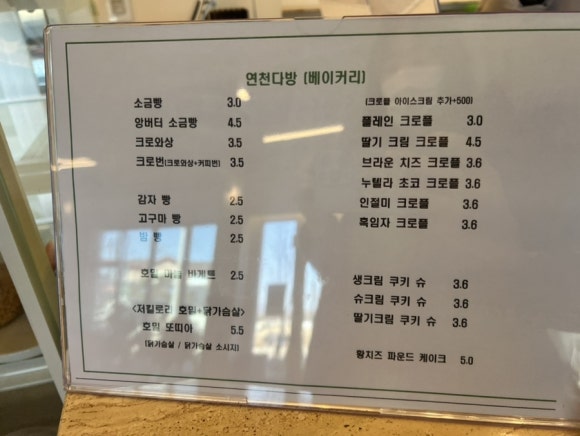 연천다방 (베이커리)
소금빵 3.0
앙버터 소금빵 4.5
크로와상 3.5
크로번(크로와상+커피번) 3.5
감자 빵 2.5
고구마 빵 2.5
밤 빵 2.5
호밀 마늘 바게트 2.5
<저킬로리 호밀+닭가슴살>
호밀 또띠아 5.5
(닭가슴살 / 닭가슴살 소시지)
(크로플 아이스크림 추가+500)
플레인 크로플 3.0
딸기 크림 크로플 4.5
브라운 치즈 크로플 3.6
누텔라 초코 크로플 3.6
인절미 크로플 3.6
흑임자 크로플 3.6
생크림 쿠키 슈 3.6
슈크림 쿠키 슈 3.6
딸기크림 쿠키 슈 3.6
왕치즈 파운드 케이크 5.0